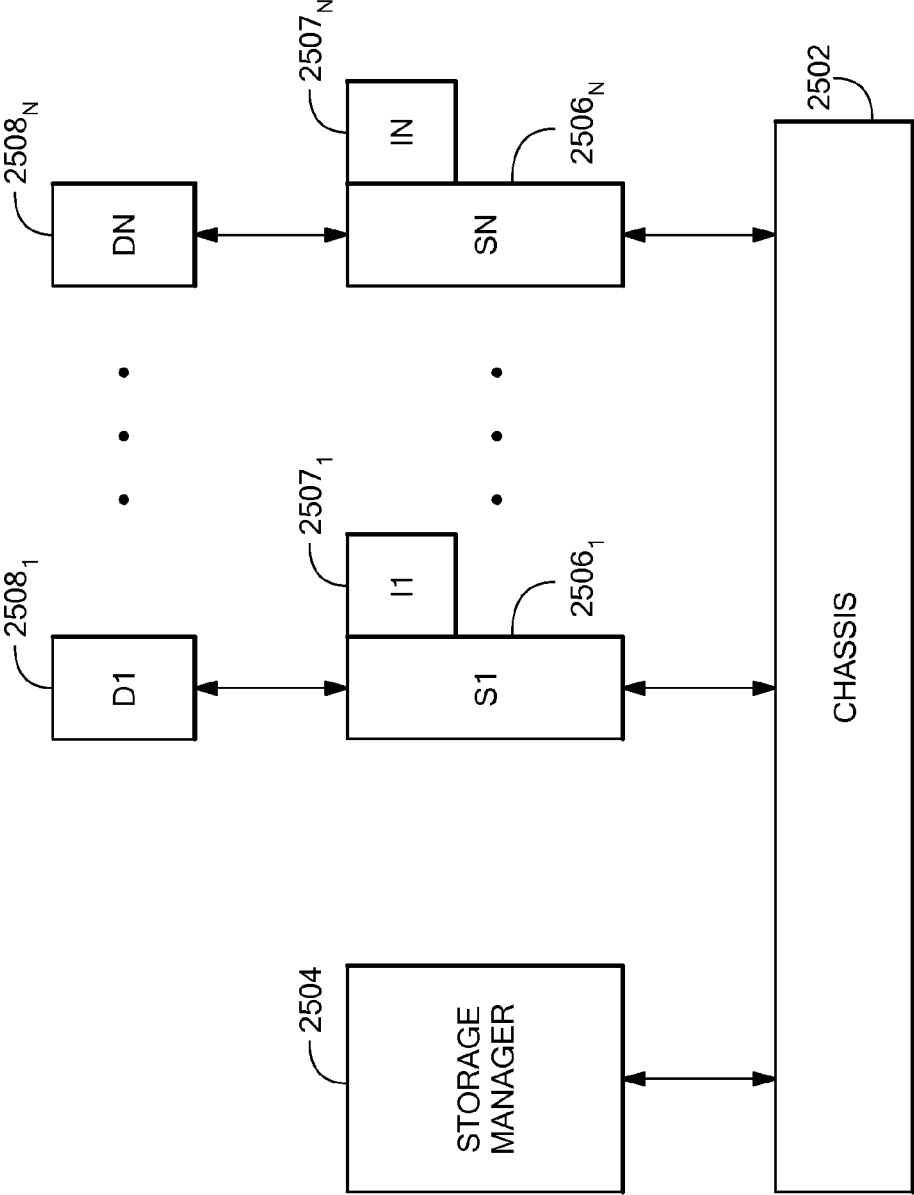 2508₁
2508N
D1
DN
2504
2507₁
2507N
I1
IN
STORAGE
MANAGER
S1
SN
2506₁
2506N
2502
CHASSIS